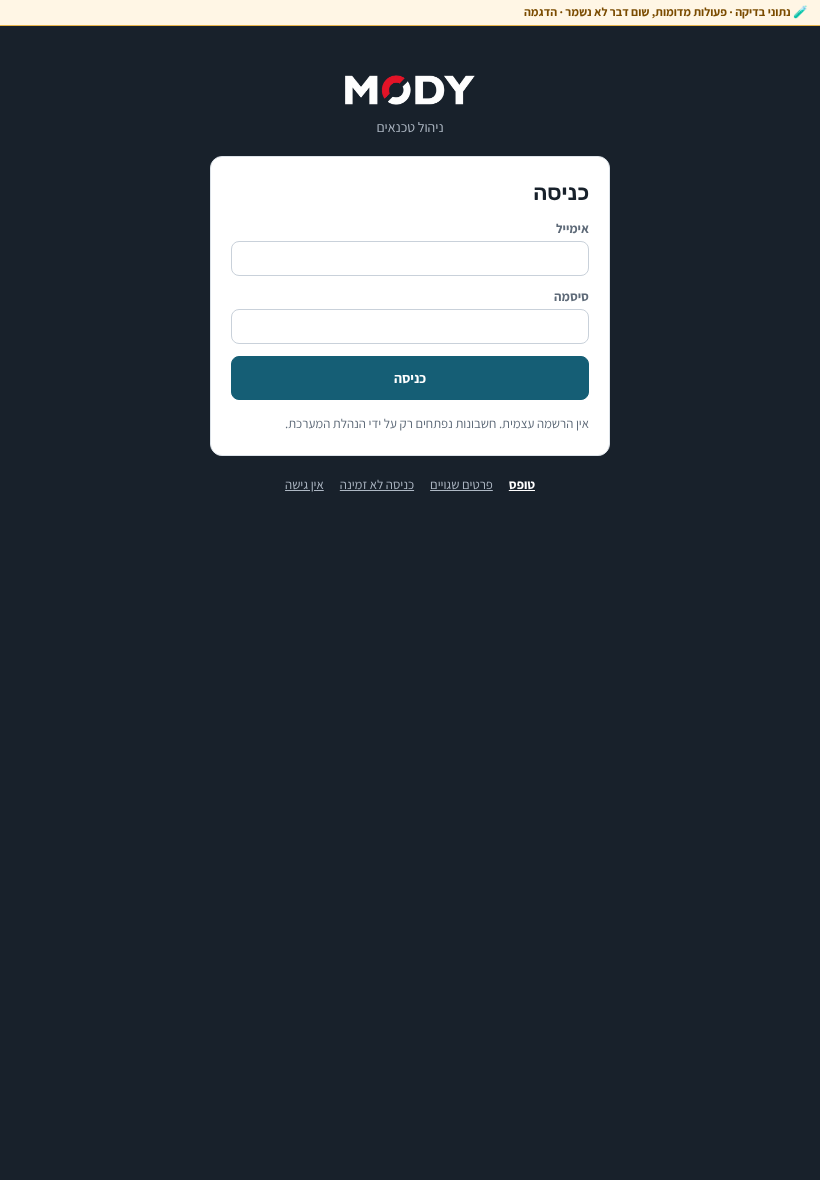 🧪 נתוני בדיקה · פעולות מדומות, שום דבר לא נשמר · הדגמה
MODY
ניהול טכנאים
כניסה
אימייל
סיסמה
כניסה
אין הרשמה עצמית. חשבונות נפתחים רק על ידי הנהלת המערכת.
טופס פרטים שגויים כניסה לא זמינה אין גישה